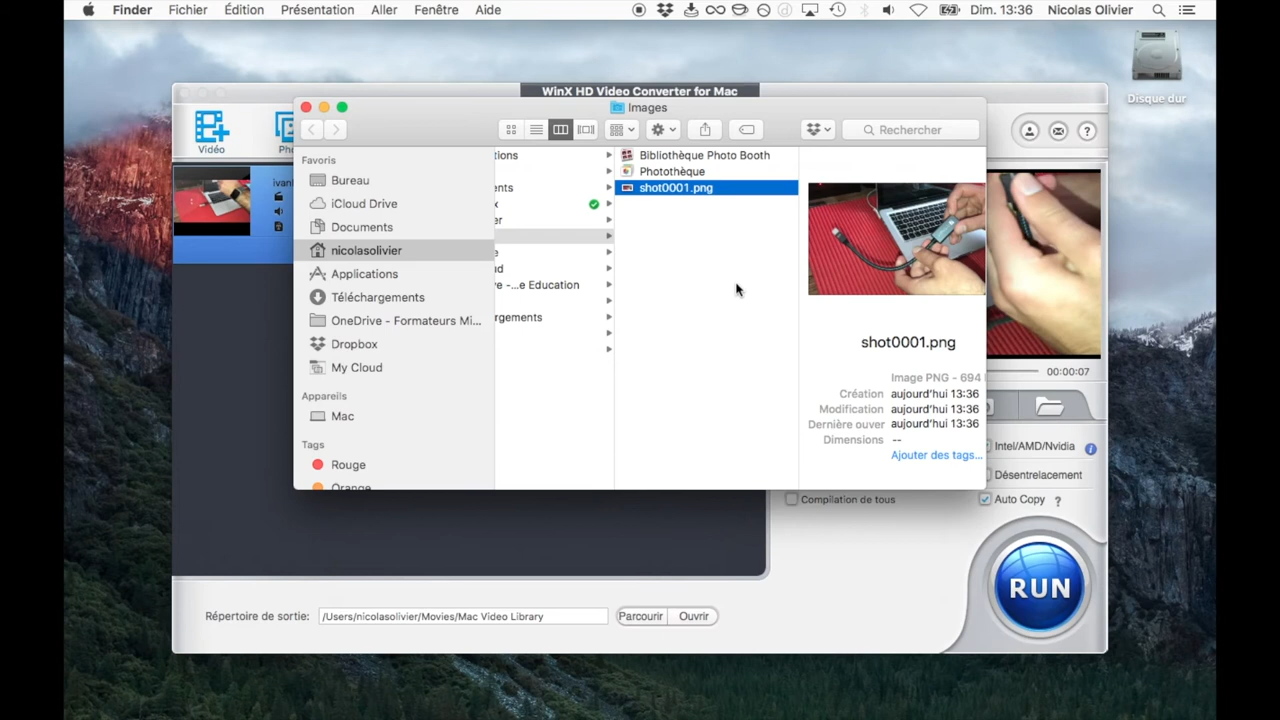 Finder Fichier Édition Présentation Aller Fenêtre Aide Dim. 13:36 Nicolas Olivier
Disque dur
WinX HD Video Converter for Mac
Images
Rechercher
Vidéo
Favoris
Bureau
iCloud Drive
Documents
nicolasolivier
Applications
Téléchargements
OneDrive - Formateurs Mi...
Dropbox
My Cloud
Appareils
Mac
Tags
Rouge
Orange
tions
ents
x
er
e
ud
ve -...e Education
rgements
Bibliothèque Photo Booth
Photothèque
shot0001.png
shot0001.png
Image PNG - 694
Création aujourd'hui 13:36
Modification aujourd'hui 13:36
Dernière ouver aujourd'hui 13:36
Dimensions --
Ajouter des tags...
ivanl
00:00:07
Intel/AMD/Nvidia
Désentrelacement
Compilation de tous
Auto Copy ?
RUN
Répertoire de sortie: /Users/nicolasolivier/Movies/Mac Video Library Parcourir Ouvrir